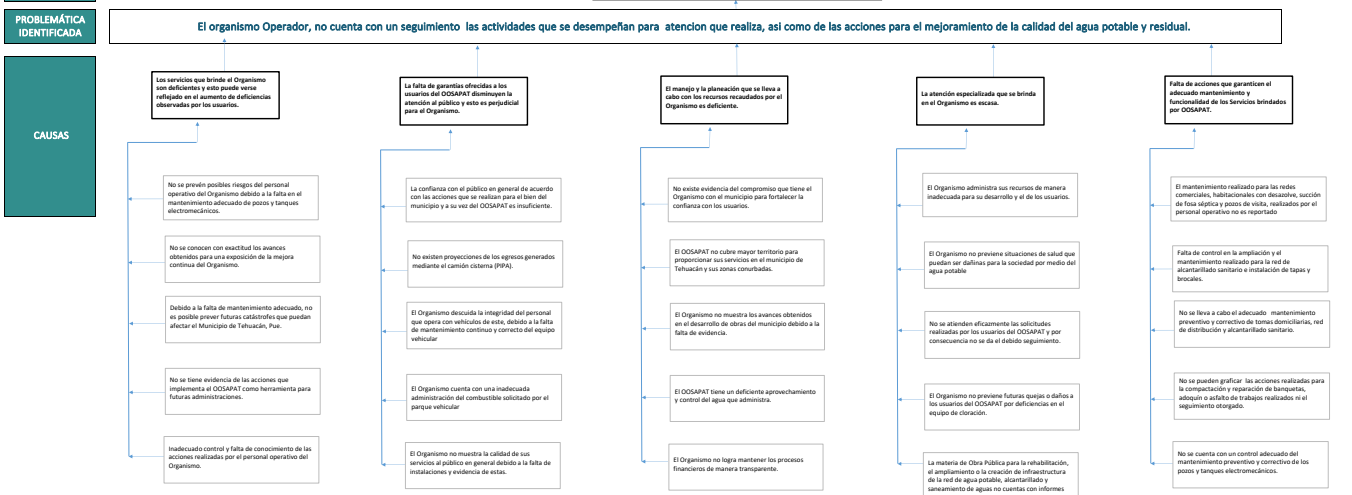 PROBLEMÁTICA
IDENTIFICADA
El organismo Operador, no cuenta con un seguimiento las actividades que se desempeñan para atencion que realiza, asi como de las acciones para el mejoramiento de la calidad del agua potable y residual.
CAUSAS
Los servicios que brinde el Organismo
son deficientes y esto puede verse
reflejado en el aumento de deficiencias
observadas por los usuarios.
No se prevén posibles riesgos del personal
operativo del Organismo debido a la falta en el
mantenimiento adecuado de pozos y tanques
electromecánicos.
No se conocen con exactitud los avances
obtenidos para una exposición de la mejora
continua del Organismo.
Debido a la falta de mantenimiento adecuado, no
es posible prever futuras catástrofes que puedan
afectar el Municipio de Tehuacán, Pue.
No se tiene evidencia de las acciones que
implementa el OOSAPAT como herramienta para
futuras administraciones.
Inadecuado control y falta de conocimiento de las
acciones realizadas por el personal operativo del
Organismo.
La falta de garantías ofrecidas a los
usuarios del OOSAPAT disminuyen la
atención al público y esto es perjudicial
para el Organismo.
La confianza con el público en general de acuerdo
con las acciones que se realizan para el bien del
municipio y a su vez del OOSAPAT es insuficiente.
No existen proyecciones de los egresos generados
mediante el camión cisterna (PIPA).
El Organismo descuida la integridad del personal
que opera con vehículos de este, debido a la falta
de mantenimiento continuo y correcto del equipo
vehicular
El Organismo cuenta con una inadecuada
administración del combustible solicitado por el
parque vehicular
El Organismo no muestra la calidad de sus
servicios al público en general debido a la falta de
instalaciones y evidencia de estas.
El manejo y la planeación que se lleva a
cabo con los recursos recaudados por el
Organismo es deficiente.
No existe evidencia del compromiso que tiene el
Organismo con el municipio para fortalecer la
confianza con los usuarios.
El OOSAPAT no cubre mayor territorio para
proporcionar sus servicios en el municipio de
Tehuacán y sus zonas conurbadas.
El Organismo no muestra los avances obtenidos
en el desarrollo de obras del municipio debido a la
falta de evidencia.
El OOSAPAT tiene un deficiente aprovechamiento
y control del agua que administra.
El Organismo no logra mantener los procesos
financieros de manera transparente.
La atención especializada que se brinda
en el Organismo es escasa.
El Organismo administra sus recursos de manera
inadecuada para su desarrollo y el de los usuarios.
El Organismo no previene situaciones de salud que
puedan ser dañinas para la sociedad por medio del
agua potable
No se atienden eficazmente las solicitudes
realizadas por los usuarios del OOSAPAT y por
consecuencia no se da el debido seguimiento.
El Organismo no previene futuras quejas o daños a
los usuarios del OOSAPAT por deficiencias en el
equipo de cloración.
La materia de Obra Pública para la rehabilitación,
el ampliamiento o la creación de infraestructura
de la red de agua potable, alcantarillado y
saneamiento de aguas no cuentas con informes
Falta de acciones que garanticen el
adecuado mantenimiento y
funcionalidad de los Servicios brindados
por OOSAPAT.
El mantenimiento realizado para las redes
comerciales, habitacionales con desazolve, succión
de fosa séptica y pozos de visita, realizados por el
personal operativo no es reportado
Falta de control en la ampliación y el
mantenimiento realizado para la red de
alcantarillado sanitario e instalación de tapas y
brocales.
No se lleva a cabo el adecuado mantenimiento
preventivo y correctivo de tomas domiciliarias, red
de distribución y alcantarillado sanitario.
No se pueden graficar las acciones realizadas para
la compactación y reparación de banquetas,
adoquín o asfalto de trabajos realizados ni el
seguimiento otorgado.
No se cuenta con un control adecuado del
mantenimiento preventivo y correctivo de los
pozos y tanques electromecánicos.